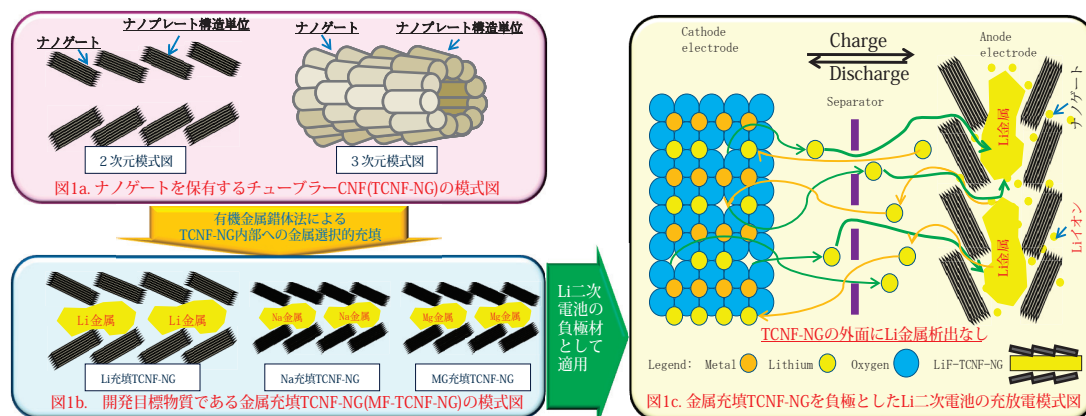 ナノゲート
ナノプレート構造単位
ナノゲート
ナノプレート構造単位
2次元模式図
3次元模式図
図1a. ナノゲートを保有するチューブラーCNF(TCNF-NG)の模式図
有機金属錯体法による
TCNF-NG内部への金属選択的充填
Li金属
Li金属
Na金属
Na金属
Mg金属
Mg金属
Li充填TCNF-NG
Na充填TCNF-NG
MG充填TCNF-NG
図1b. 開発目標物質である金属充填TCNF-NG(MF-TCNF-NG)の模式図
Li二次
電池の
負極材
として
適用
Cathode
electrode
Charge
Discharge
Anode
electrode
Separator
Li金属
Li金属
ナノゲート
Liイオン
TCNF-NGの外面にLi金属析出なし
Legend: Metal Lithium Oxygen LiF-TCNF-NG
図1c. 金属充填TCNF-NGを負極としたLi二次電池の充放電模式図